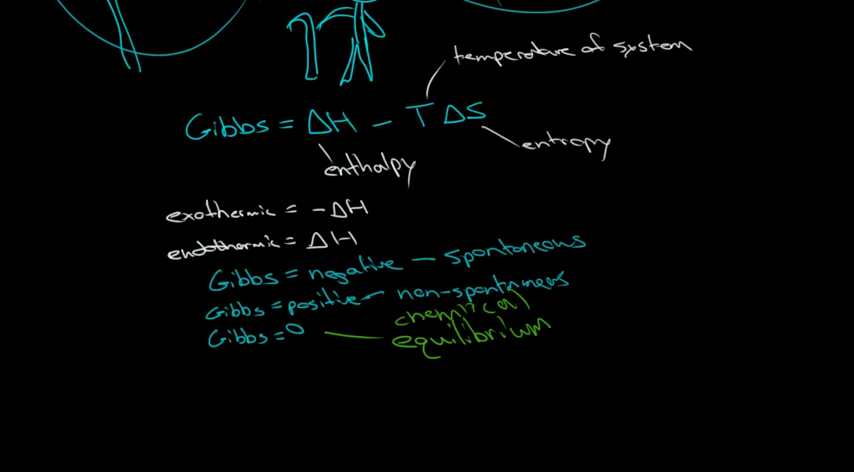 temperature of system
Gibbs = ΔH - TΔS
entropy
enthalpy
exothermic = -ΔH
endothermic = ΔH
Gibbs = negative - spontaneous
Gibbs = positive - non-spontaneous
chemical
Gibbs = 0 — equilibrium